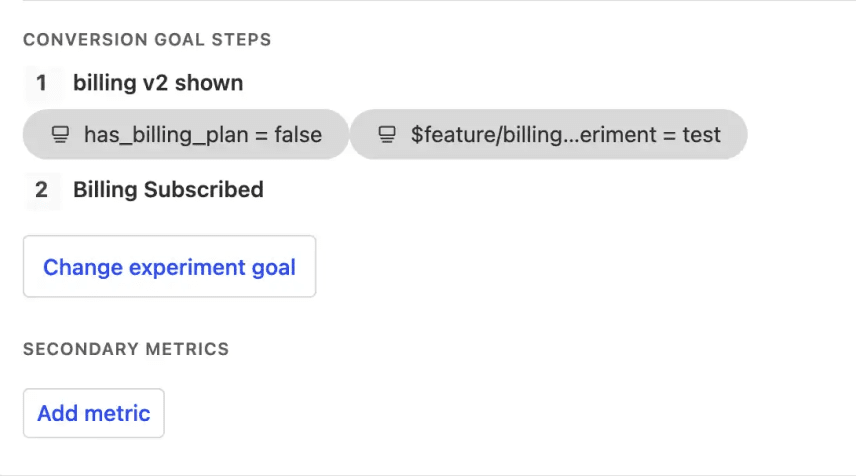 CONVERSION GOAL STEPS
1 billing v2 shown
has_billing_plan = false $feature/billing...eriment = test
2 Billing Subscribed
Change experiment goal
SECONDARY METRICS
Add metric